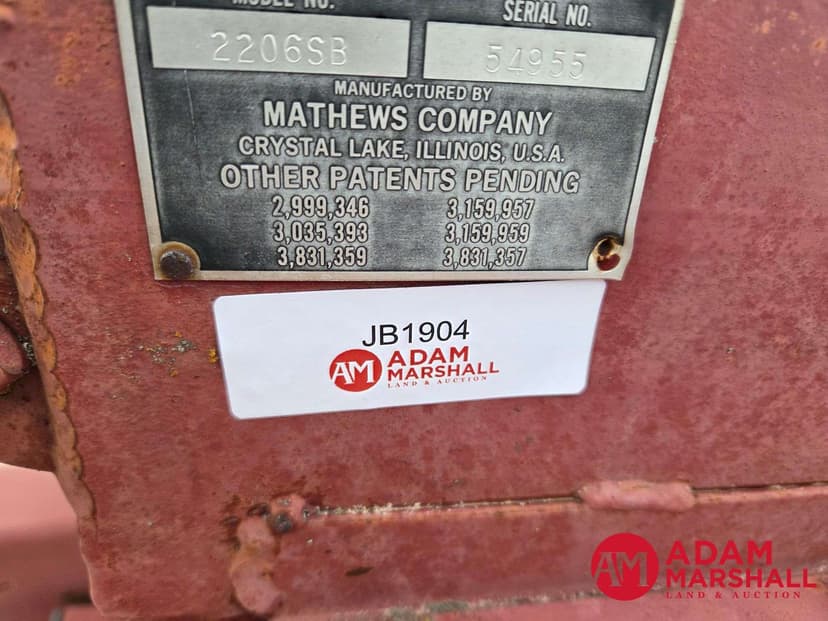 MODEL NO. SERIAL NO.
2206SB 54955
MANUFACTURED BY
MATHEWS COMPANY
CRYSTAL LAKE, ILLINOIS, U.S.A.
OTHER PATENTS PENDING
2,999,346 3,159,957
3,035,393 3,159,959
3,831,359 3,831,357
JB1904
AM ADAM
MARSHALL
LAND & AUCTION
AM ADAM
MARSHALL
LAND & AUCTION